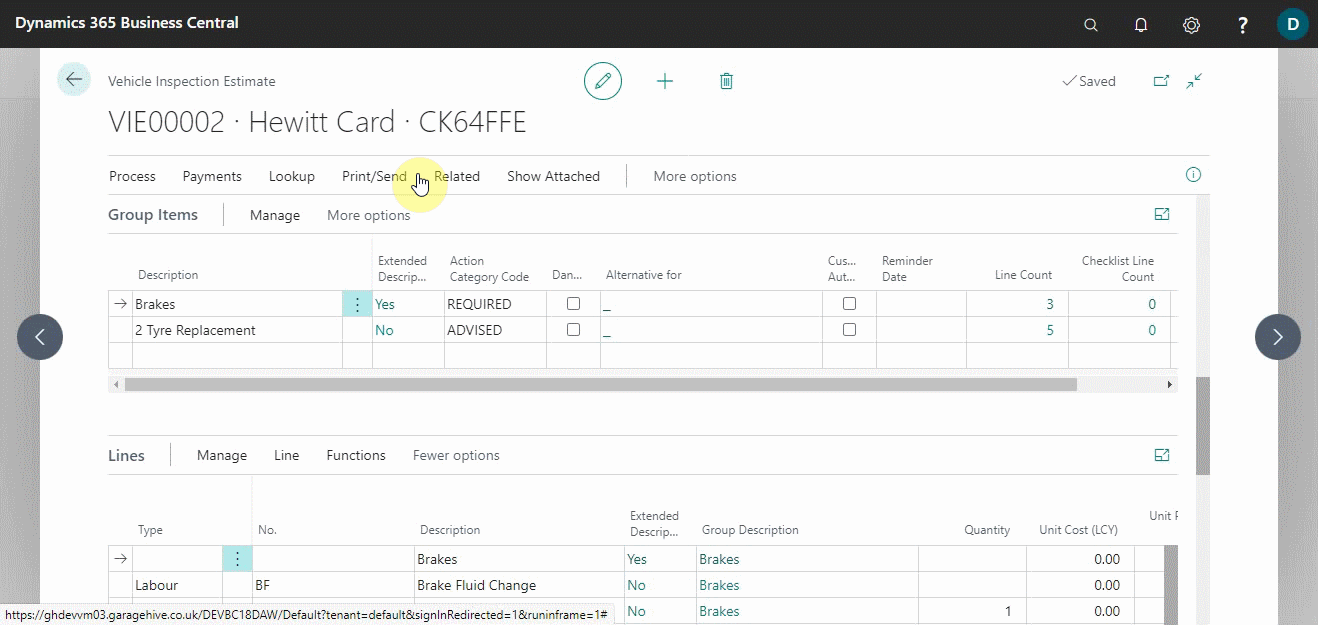 Dynamics 365 Business Central
?
D
Vehicle Inspection Estimate
Saved
VIE00002 · Hewitt Card · CK64FFE
Process Payments Lookup Print/Send Related Show Attached More options
Group Items Manage More options
Description Extended Descrip... Action Category Code Dan... Alternative for Cus... Aut... Reminder Date Line Count Checklist Line Count
Brakes Yes REQUIRED _ 3 0
2 Tyre Replacement No ADVISED _ 5 0
Lines Manage Line Functions Fewer options
Type No. Description Extended Descrip... Group Description Quantity Unit Cost (LCY) Unit
Brakes Yes Brakes 0.00
Labour BF Brake Fluid Change No Brakes 0.00
No Brakes 1 0.00
https://ghdevvm03.garagehive.co.uk/DEVBC18DAW/Default?tenant=default&signInRedirected=1&runinframe=1#